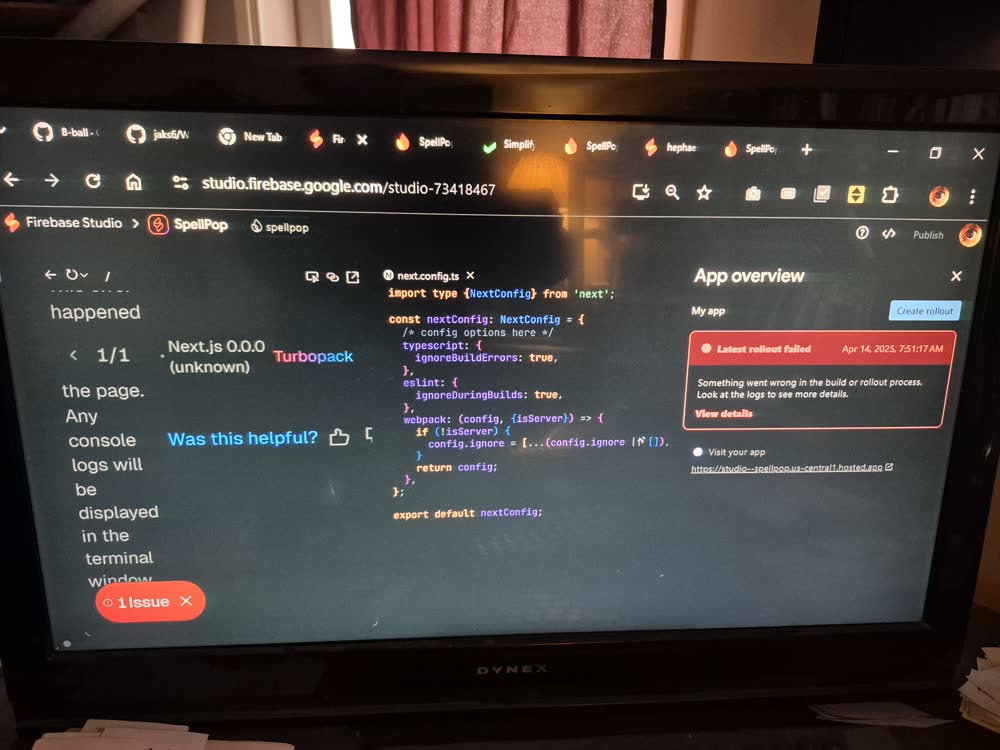 8-ball
jaks6/W
New Tab
Fir
SpellPo
Simplify
SpellPo
hephae
SpellPo
studio.firebase.google.com/studio-73418467
Firebase Studio > SpellPop
spellpop
Publish
/
happened
1/1
Next.js 0.0.0
(unknown)
Turbopack
the page.
Any
console
logs will
be
displayed
in the
terminal
window
Was this helpful?
1 Issue
next.config.ts
import type {NextConfig} from 'next';
const nextConfig: NextConfig = {
/* config options here */
typescript: {
ignoreBuildErrors: true,
},
eslint: {
ignoreDuringBuilds: true,
},
webpack: (config, {isServer}) => {
if (!isServer) {
config.ignore = [...(config.ignore || []),
}
return config;
},
};
export default nextConfig;
App overview
My app
Create rollout
Latest rollout failed
Apr 14, 2025, 7:51:17 AM
Something went wrong in the build or rollout process.
Look at the logs to see more details.
View details
Visit your app
https://studio--spellpop.us-central1.hosted.app
DYNEX